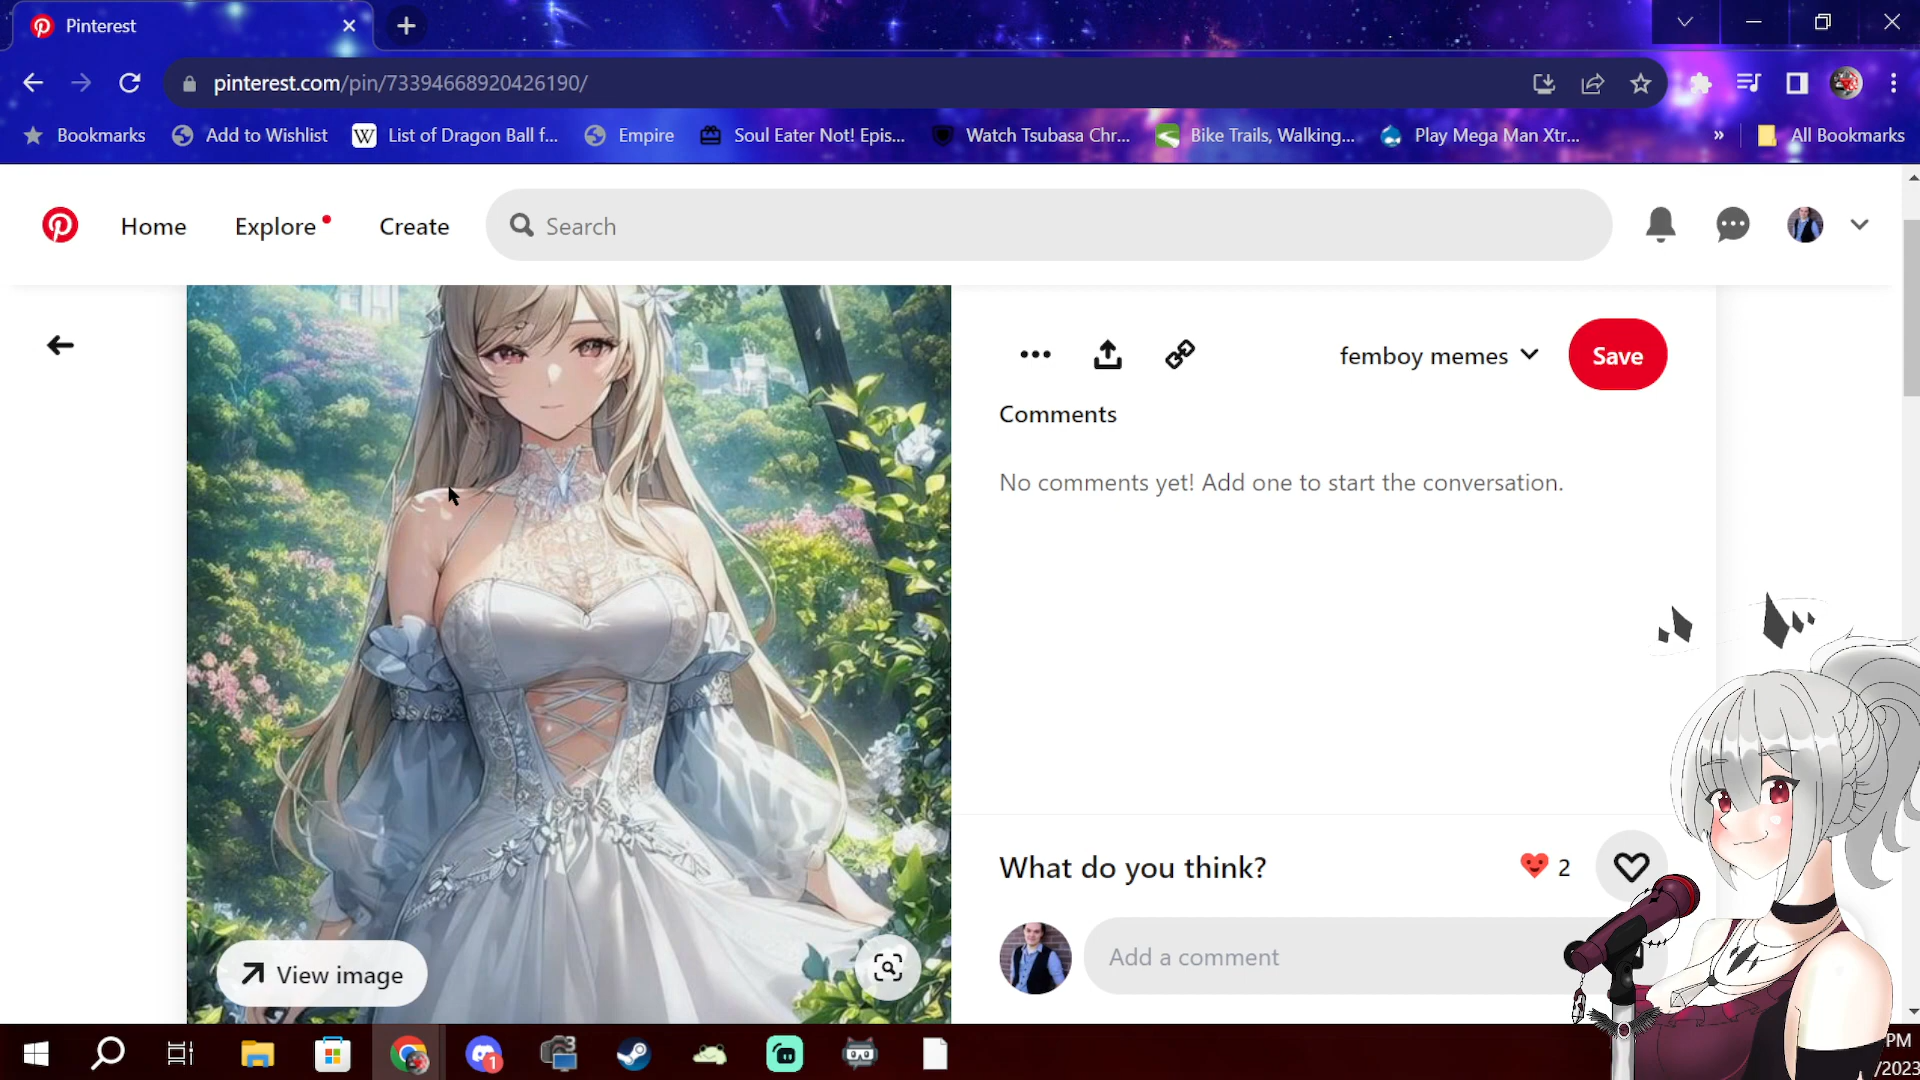 Pinterest
pinterest.com/pin/73394668920426190/
Bookmarks Add to Wishlist W List of Dragon Ball f... Empire Soul Eater Not! Epis... Watch Tsubasa Chr... Bike Trails, Walking... Play Mega Man Xtr... » All Bookmarks
Home Explore Create Search
femboy memes Save
Comments
No comments yet! Add one to start the conversation.
What do you think? 2
View image
Add a comment
1 3 PM
/2023